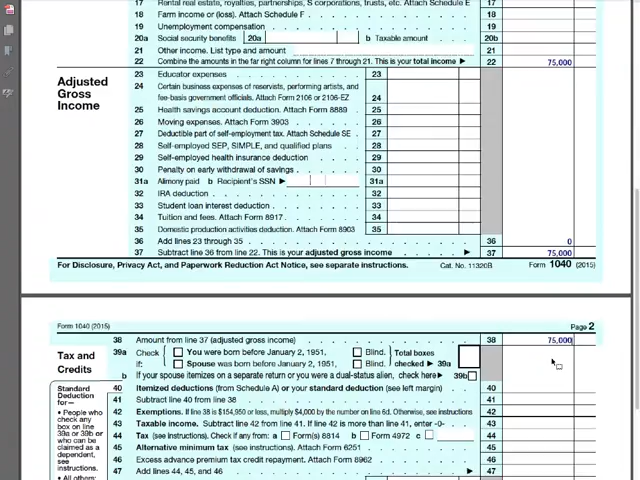 17 Rental real estate, royalties, partnerships, S corporations, trusts, etc. Attach Schedule E 17
18 Farm income or (loss). Attach Schedule F 18
19 Unemployment compensation 19
20a Social security benefits 20a b Taxable amount 20b
21 Other income. List type and amount 21
22 Combine the amounts in the far right column for lines 7 through 21. This is your total income ▶ 22 75,000
Adjusted
Gross
Income
23 Educator expenses 23
24 Certain business expenses of reservists, performing artists, and
fee-basis government officials. Attach Form 2106 or 2106-EZ 24
25 Health savings account deduction. Attach Form 8889 25
26 Moving expenses. Attach Form 3903 26
27 Deductible part of self-employment tax. Attach Schedule SE 27
28 Self-employed SEP, SIMPLE, and qualified plans 28
29 Self-employed health insurance deduction 29
30 Penalty on early withdrawal of savings 30
31a Alimony paid b Recipient's SSN ▶ 31a
32 IRA deduction 32
33 Student loan interest deduction 33
34 Tuition and fees. Attach Form 8917 34
35 Domestic production activities deduction. Attach Form 8903 35
36 Add lines 23 through 35 36 0
37 Subtract line 36 from line 22. This is your adjusted gross income ▶ 37 75,000
For Disclosure, Privacy Act, and Paperwork Reduction Act Notice, see separate instructions. Cat. No. 11320B Form 1040 (2015)
Form 1040 (2015) Page 2
38 Amount from line 37 (adjusted gross income) 38 75,000
Tax and
Credits
39a Check if: You were born before January 2, 1951, Blind. Total boxes
Spouse was born before January 2, 1951, Blind. checked ▶ 39a
b If your spouse itemizes on a separate return or you were a dual-status alien, check here ▶ 39b
Standard
Deduction
for—
• People who
check any
box on line
39a or 39b or
who can be
claimed as a
dependent,
see
instructions.
• All others:
40 Itemized deductions (from Schedule A) or your standard deduction (see left margin) 40
41 Subtract line 40 from line 38 41
42 Exemptions. If line 38 is $154,950 or less, multiply $4,000 by the number on line 6d. Otherwise, see instructions 42
43 Taxable income. Subtract line 42 from line 41. If line 42 is more than line 41, enter -0- 43
44 Tax (see instructions). Check if any from: a Form(s) 8814 b Form 4972 c 44
45 Alternative minimum tax (see instructions). Attach Form 6251 45
46 Excess advance premium tax credit repayment. Attach Form 8962 46
47 Add lines 44, 45, and 46 ▶ 47